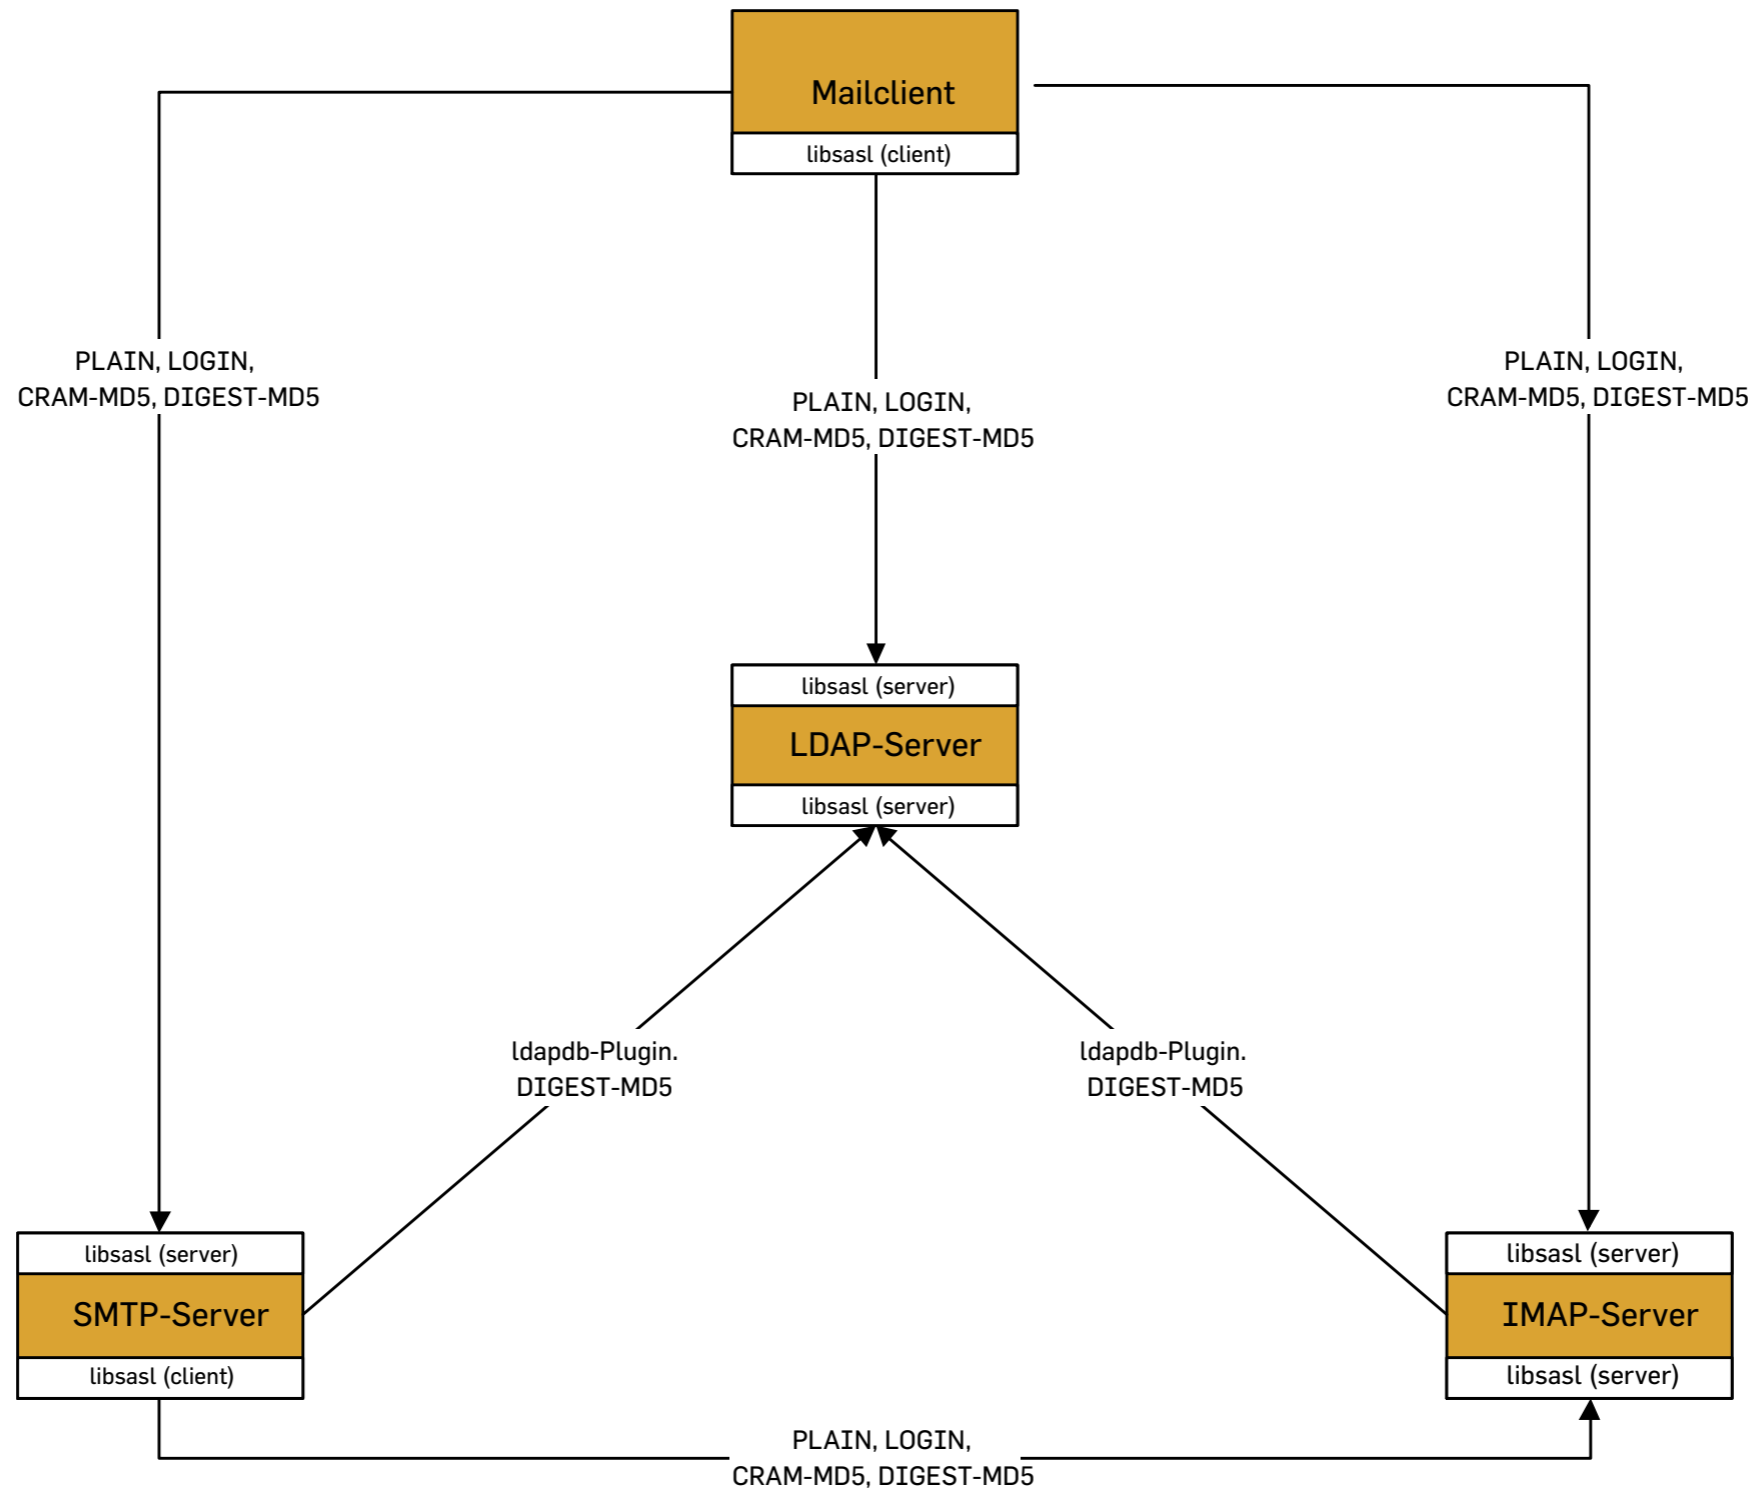 Mailclient
libsasl (client)
PLAIN, LOGIN,
CRAM-MD5, DIGEST-MD5
PLAIN, LOGIN,
CRAM-MD5, DIGEST-MD5
PLAIN, LOGIN,
CRAM-MD5, DIGEST-MD5
libsasl (server)
LDAP-Server
libsasl (server)
ldapdb-Plugin.
DIGEST-MD5
ldapdb-Plugin.
DIGEST-MD5
libsasl (server)
SMTP-Server
libsasl (client)
libsasl (server)
IMAP-Server
libsasl (server)
PLAIN, LOGIN,
CRAM-MD5, DIGEST-MD5